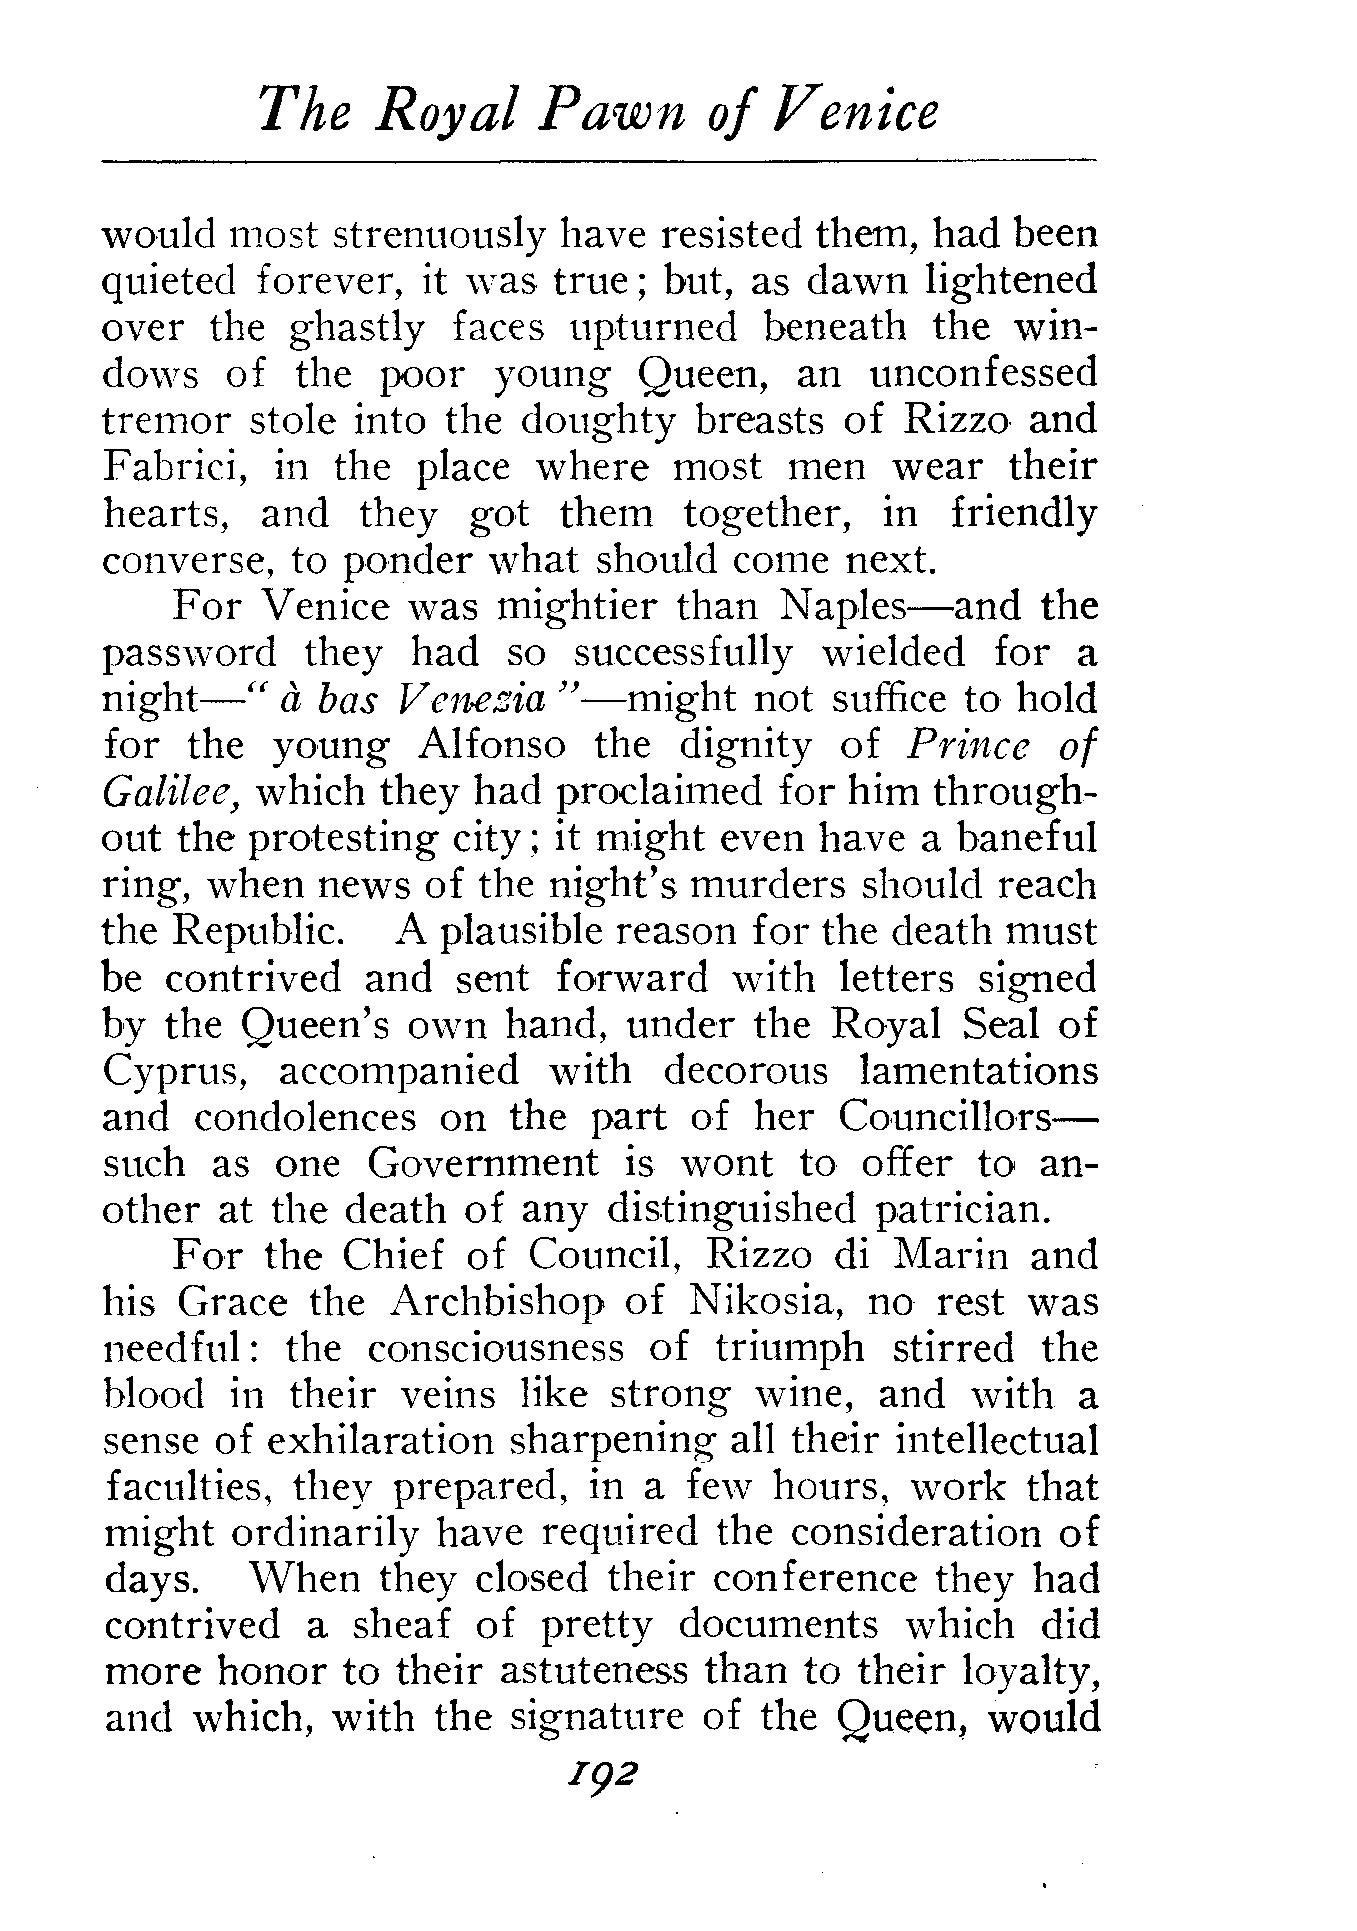 The Royal Pawn of Venice
would most strenuously have resisted them, had been
quieted forever, it was true; but, as dawn lightened
over the ghastly faces upturned beneath the win-
dows of the poor young Queen, an unconfessed
tremor stole into the doughty breasts of Rizzo and
Fabrici, in the place where most men wear their
hearts, and they got them together, in friendly
converse, to ponder what should come next.
For Venice was mightier than Naples—and the
password they had so successfully wielded for a
night—“ à bas Venezia ”—might not suffice to hold
for the young Alfonso the dignity of Prince of
Galilee, which they had proclaimed for him through-
out the protesting city; it might even have a baneful
ring, when news of the night's murders should reach
the Republic. A plausible reason for the death must
be contrived and sent forward with letters signed
by the Queen's own hand, under the Royal Seal of
Cyprus, accompanied with decorous lamentations
and condolences on the part of her Councillors—
such as one Government is wont to offer to an-
other at the death of any distinguished patrician.
For the Chief of Council, Rizzo di Marin and
his Grace the Archbishop of Nikosia, no rest was
needful: the consciousness of triumph stirred the
blood in their veins like strong wine, and with a
sense of exhilaration sharpening all their intellectual
faculties, they prepared, in a few hours, work that
might ordinarily have required the consideration of
days. When they closed their conference they had
contrived a sheaf of pretty documents which did
more honor to their astuteness than to their loyalty,
and which, with the signature of the Queen, would
192